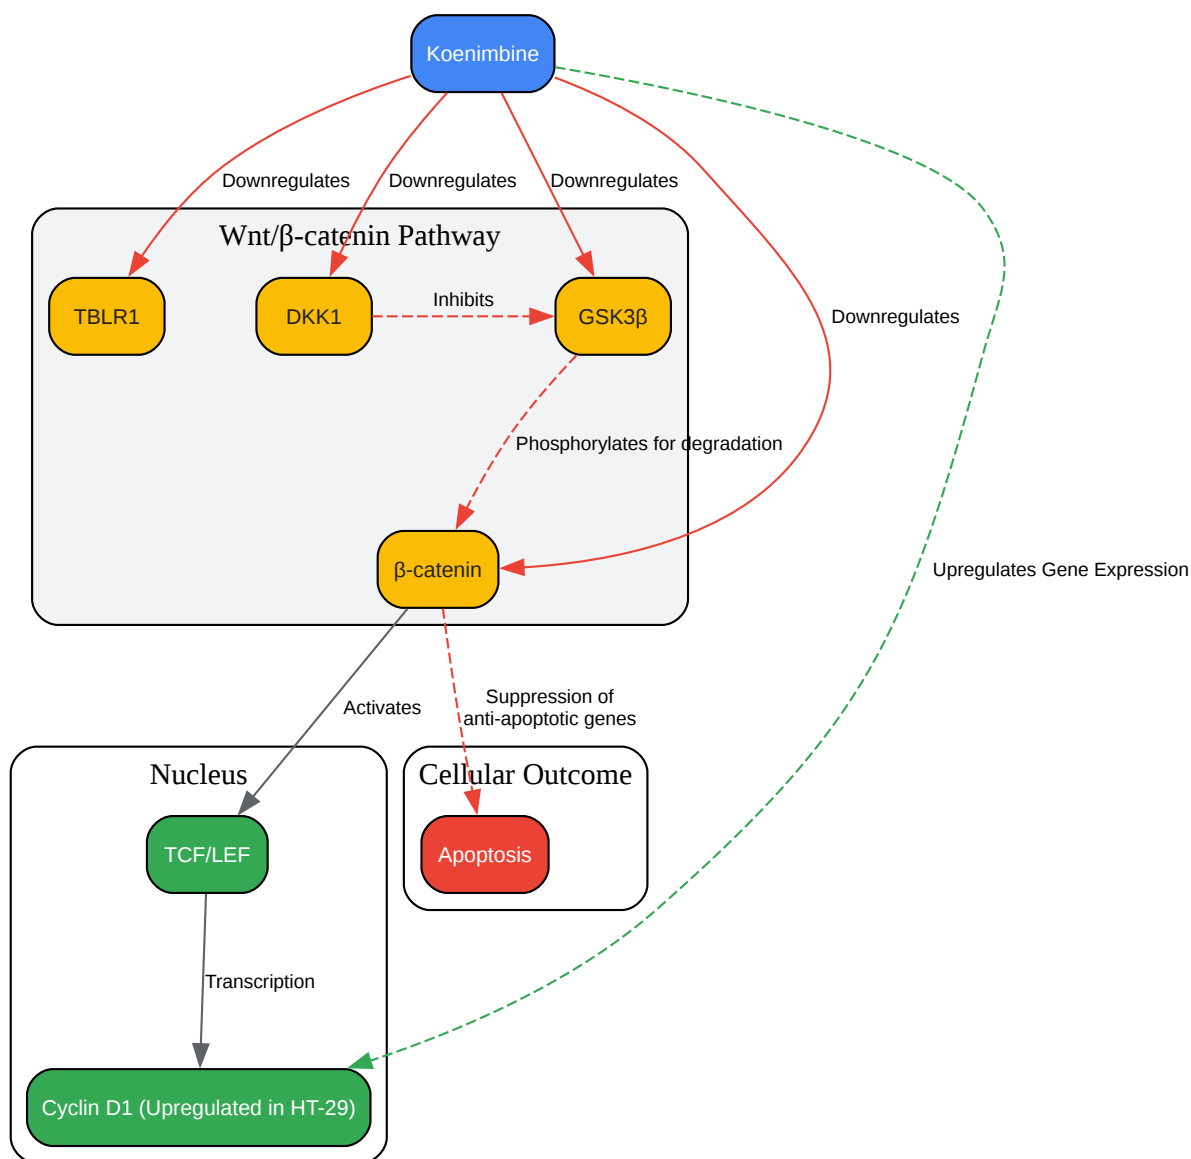 Koenimbine
Downregulates
Downregulates
Downregulates
Wnt/β-catenin Pathway
TBLR1
DKK1
Inhibits
GSK3β
Downregulates
Phosphorylates for degradation
β-catenin
Upregulates Gene Expression
Activates
Suppression of
anti-apoptotic genes
Nucleus
Cellular Outcome
TCF/LEF
Apoptosis
Transcription
Cyclin D1 (Upregulated in HT-29)